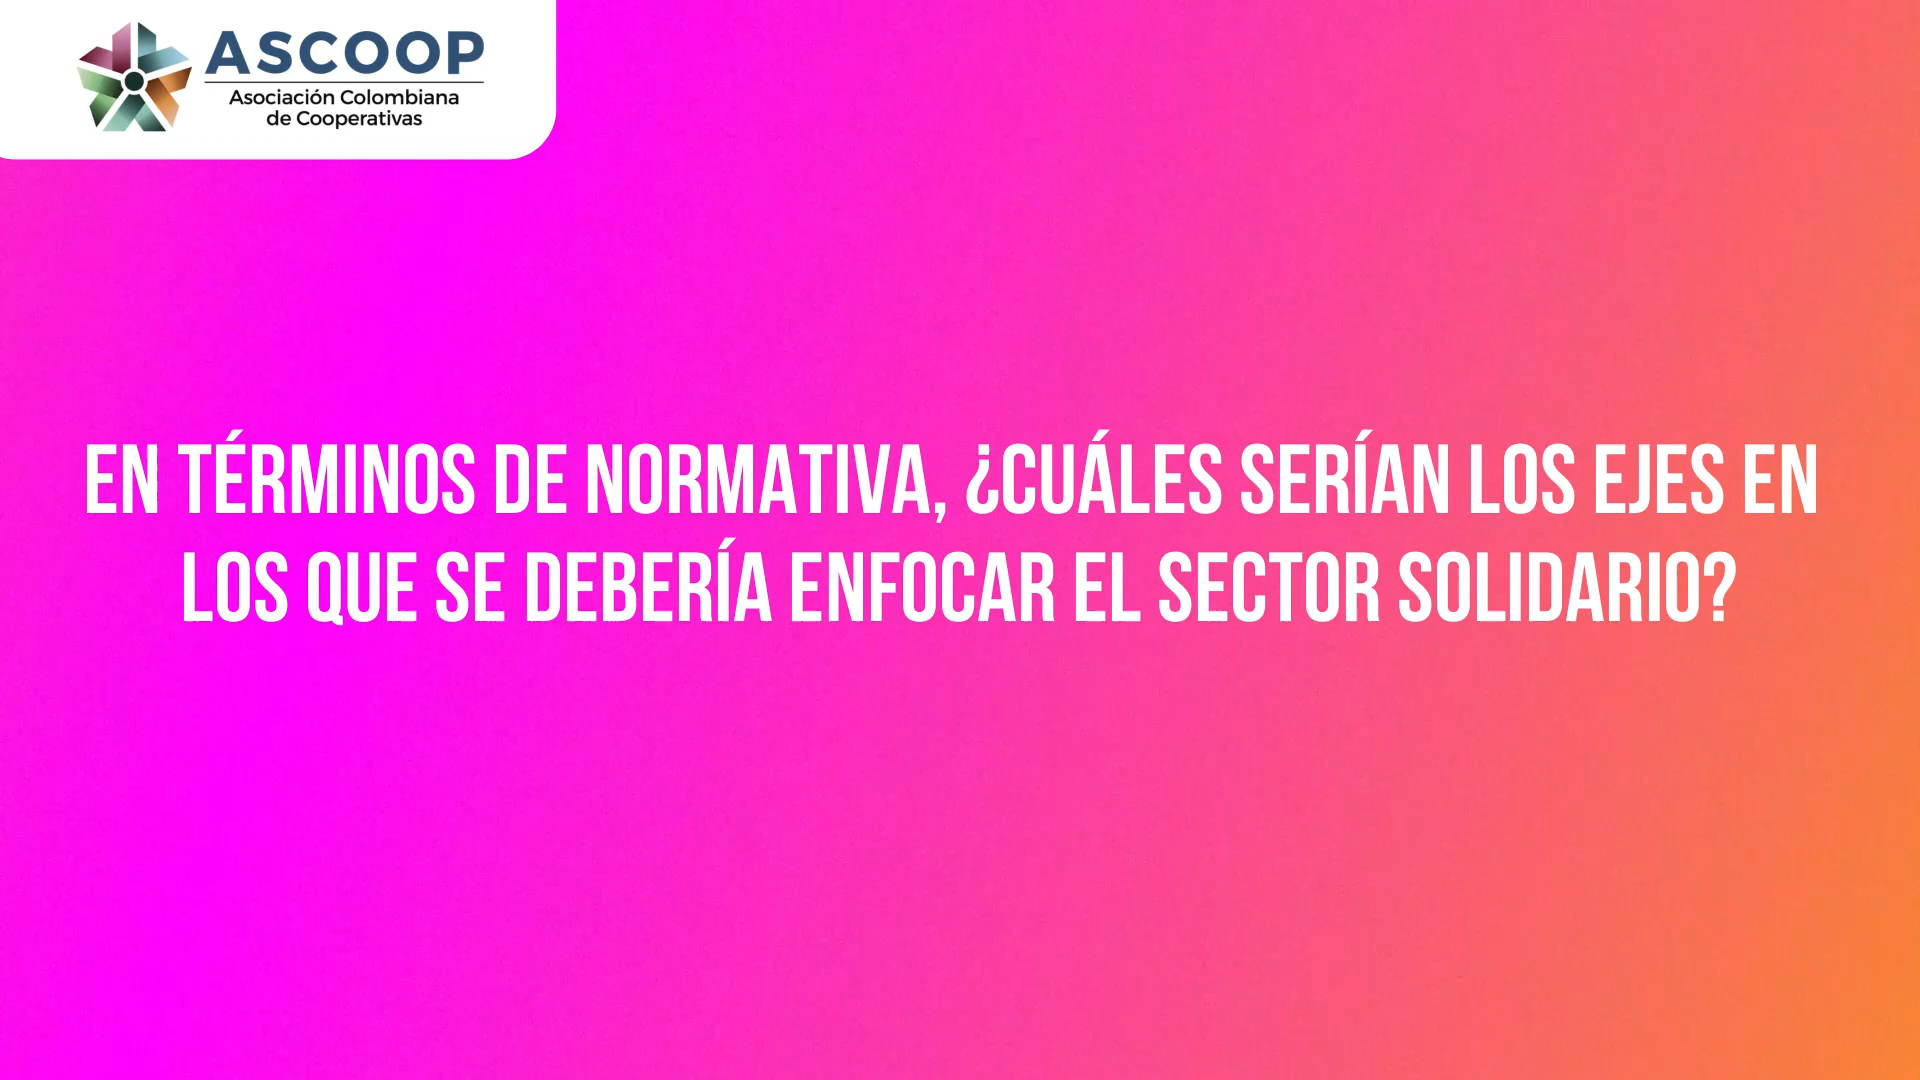 ASCOOP
Asociación Colombiana
de Cooperativas
EN TÉRMINOS DE NORMATIVA, ¿CUÁLES SERÍAN LOS EJES EN
LOS QUE SE DEBERÍA ENFOCAR EL SECTOR SOLIDARIO?